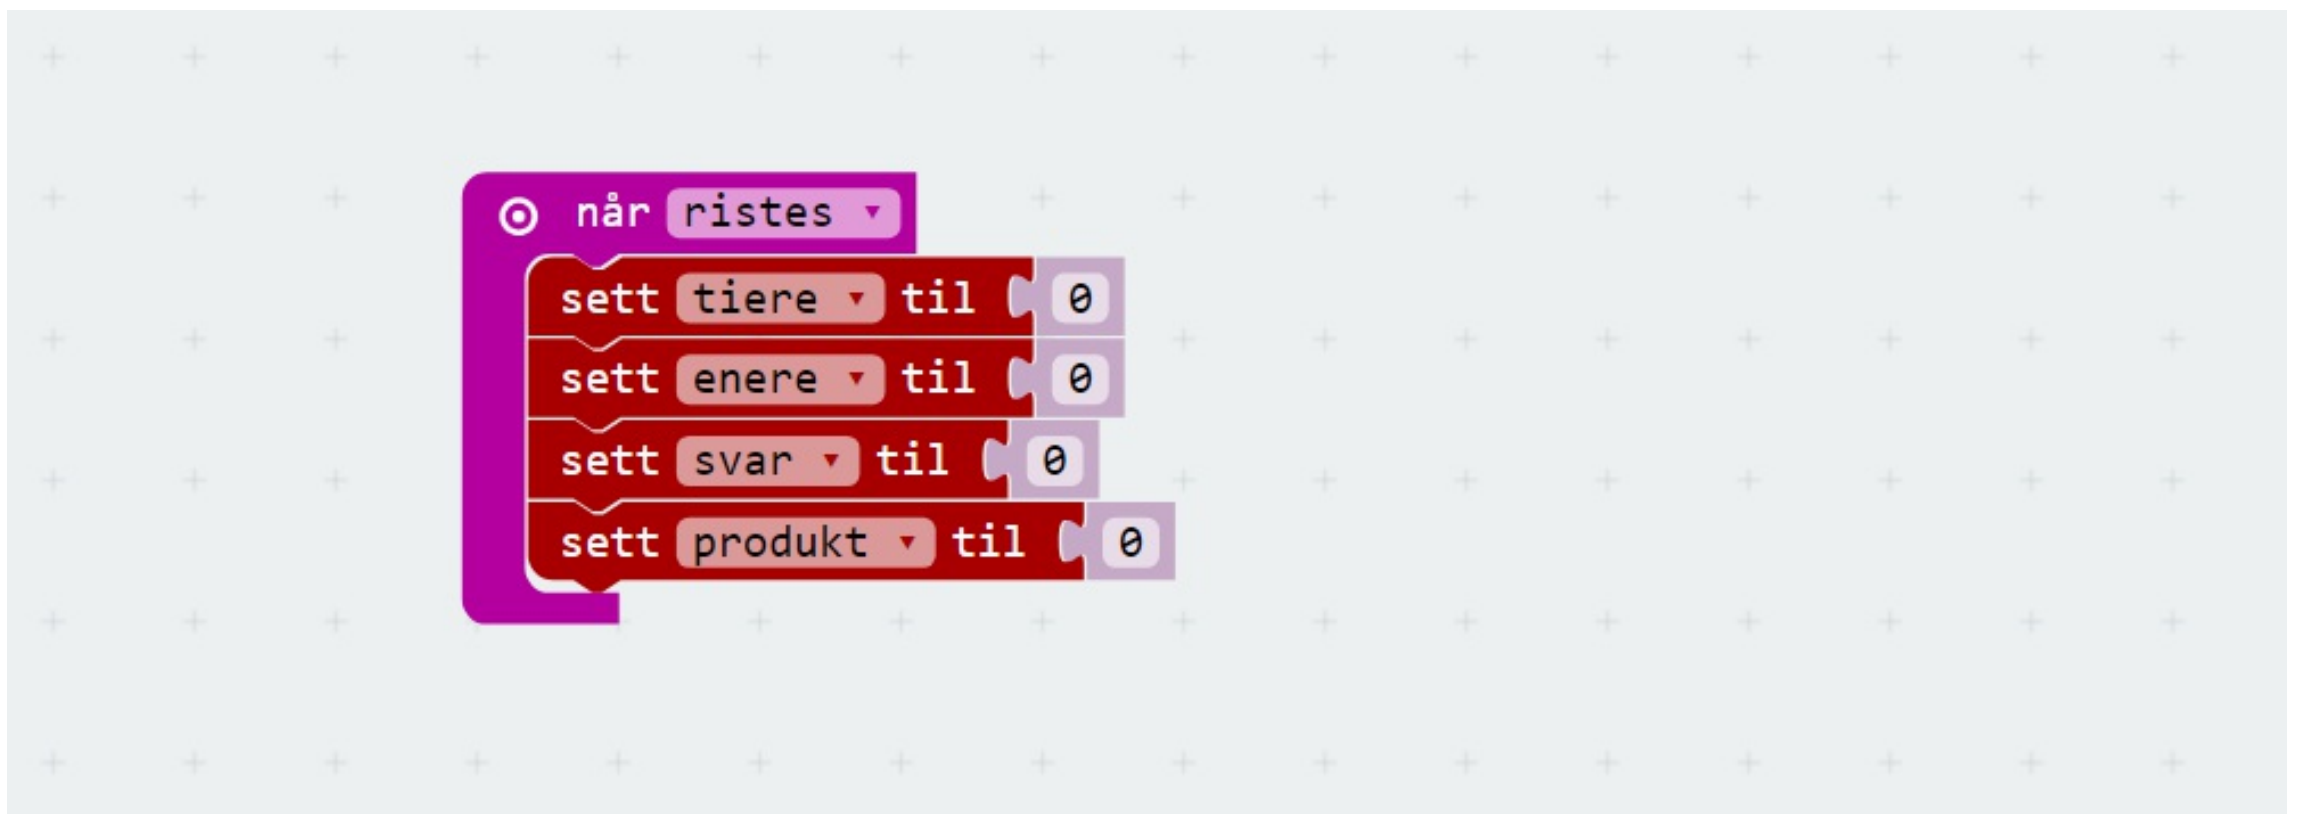 når ristes
sett tiere til 0
sett enere til 0
sett svar til 0
sett produkt til 0